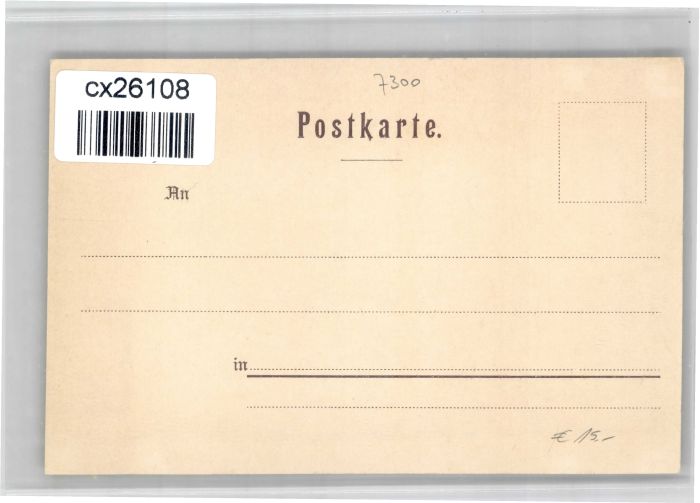 cx26108
7300
Postkarte.
An
in
€ 15.-